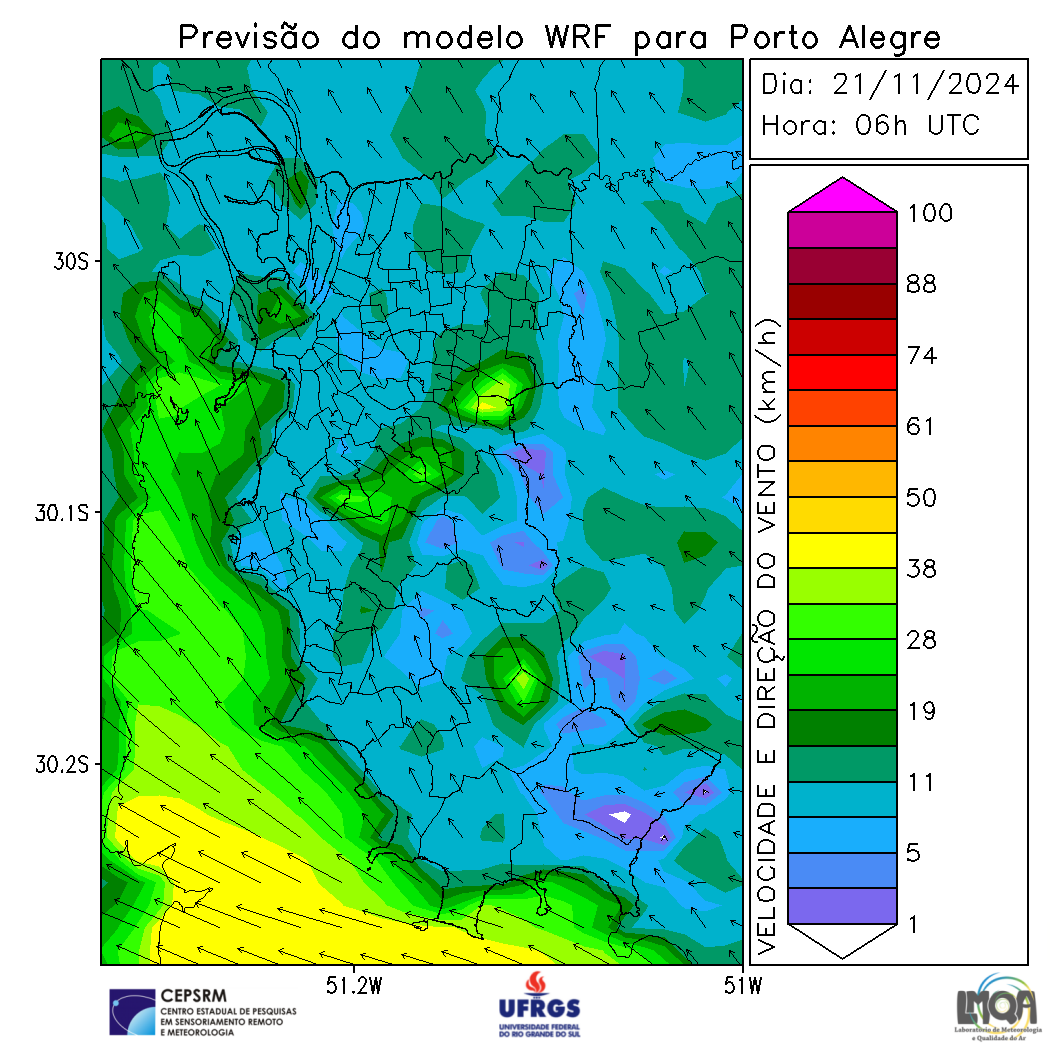 Previsão do modelo WRF para Porto Alegre
Dia: 21/11/2024
Hora: 06h UTC
30S
30.1S
30.2S
51.2W
51W
VELOCIDADE E DIREÇÃO DO VENTO (km/h)
100
88
74
61
50
38
28
19
11
5
1
CEPSRM
CENTRO ESTADUAL DE PESQUISAS
EM SENSORIAMENTO REMOTO
E METEOROLOGIA
UFRGS
UNIVERSIDADE FEDERAL
DO RIO GRANDE DO SUL
LMQA
Laboratório de Meteorologia
e Qualidade do Ar